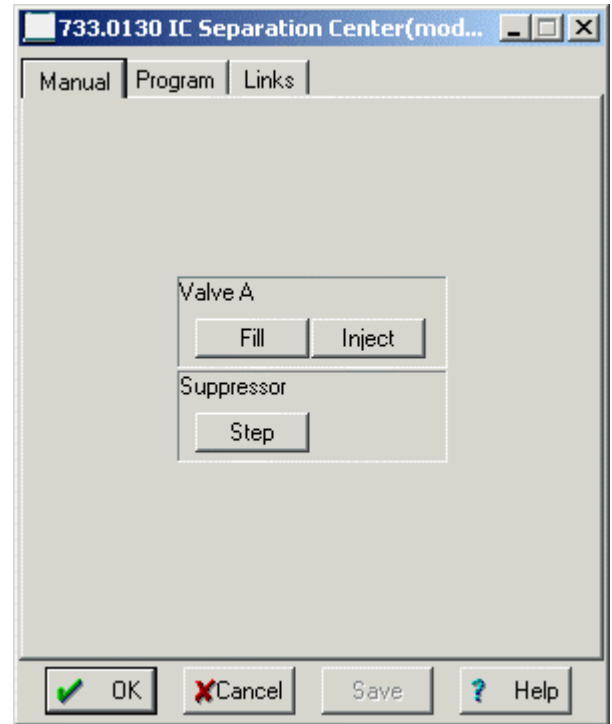 733.0130 IC Separation Center(mod...
Manual Program Links
Valve A
Fill Inject
Suppressor
Step
OK Cancel Save Help